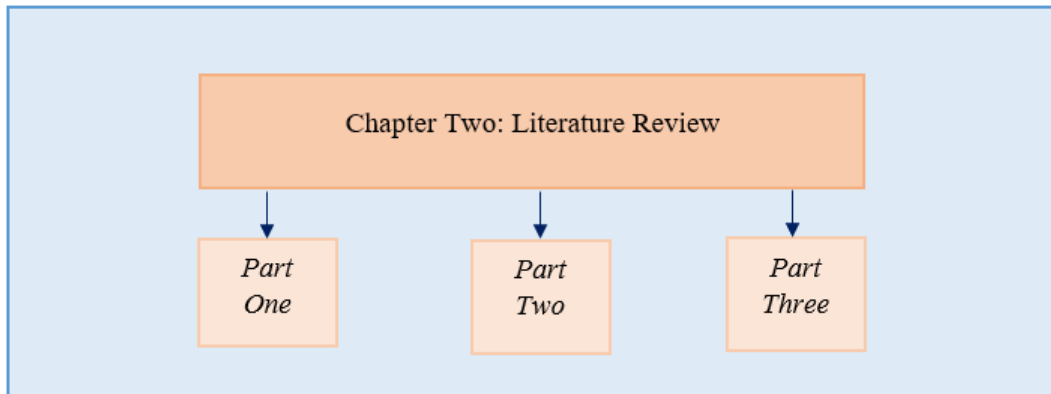 Chapter Two: Literature Review
Part
One
Part
Two
Part
Three